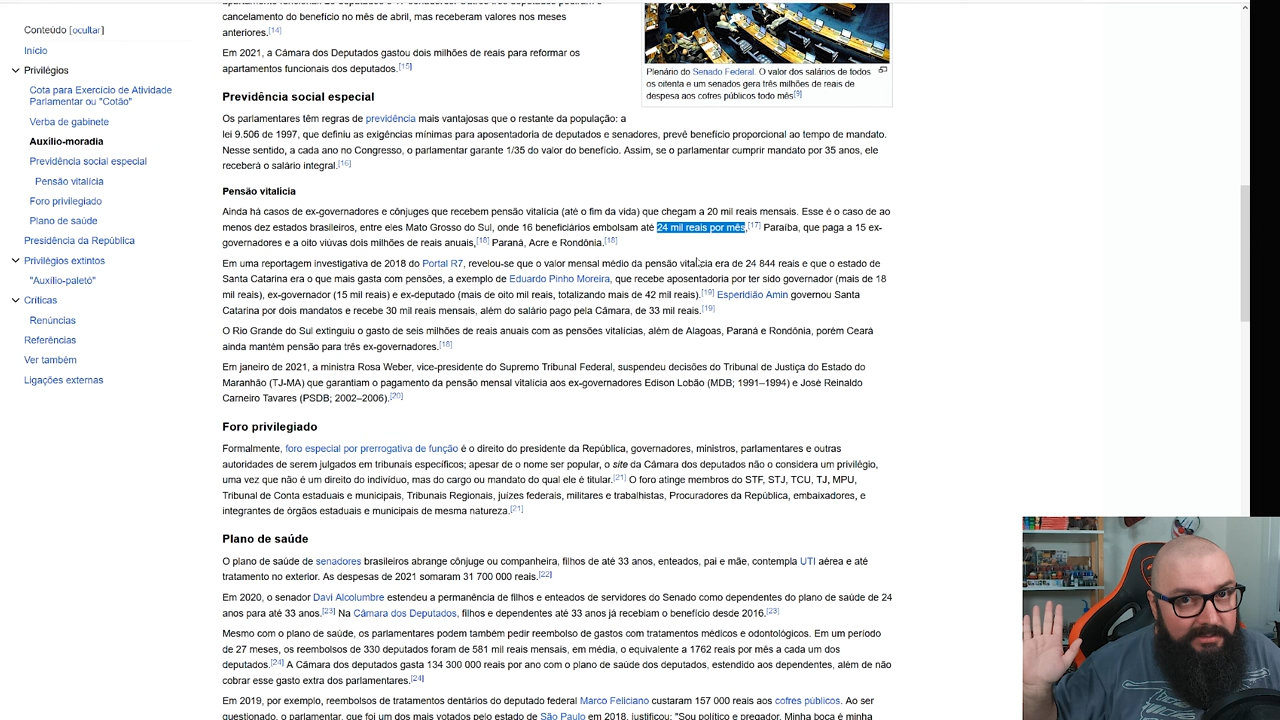 Conteúdo [ocultar]
Início
Privilégios
Cota para Exercício de Atividade
Parlamentar ou "Cotão"
Verba de gabinete
Auxílio-moradia
Previdência social especial
Pensão vitalícia
Foro privilegiado
Plano de saúde
Presidência da República
Privilégios extintos
"Auxílio-paletó"
Críticas
Renúncias
Referências
Ver também
Ligações externas
cancelamento do benefício no mês de abril, mas receberam valores nos meses
anteriores.[14]
Em 2021, a Câmara dos Deputados gastou dois milhões de reais para reformar os
apartamentos funcionais dos deputados.[15]
Plenário do Senado Federal. O valor dos salários de todos
os oitenta e um senados gera três milhões de reais de
despesa aos cofres públicos todo mês[9]
Previdência social especial
Os parlamentares têm regras de previdência mais vantajosas que o restante da população: a
lei 9.506 de 1997, que definiu as exigências mínimas para aposentadoria de deputados e senadores, prevê benefício proporcional ao tempo de mandato.
Nesse sentido, a cada ano no Congresso, o parlamentar garante 1/35 do valor do benefício. Assim, se o parlamentar cumprir mandato por 35 anos, ele
receberá o salário integral.[16]
Pensão vitalícia
Ainda há casos de ex-governadores e cônjuges que recebem pensão vitalícia (até o fim da vida) que chegam a 20 mil reais mensais. Esse é o caso de ao
menos dez estados brasileiros, entre eles Mato Grosso do Sul, onde 16 beneficiários embolsam até 24 mil reais por mês,[17] Paraíba, que paga a 15 ex-
governadores e a oito viúvas dois milhões de reais anuais,[18] Paraná, Acre e Rondônia.[18]
Em uma reportagem investigativa de 2018 do Portal R7, revelou-se que o valor mensal médio da pensão vitalícia era de 24 844 reais e que o estado de
Santa Catarina era o que mais gasta com pensões, a exemplo de Eduardo Pinho Moreira, que recebe aposentadoria por ter sido governador (mais de 18
mil reais), ex-governador (15 mil reais) e ex-deputado (mais de oito mil reais, totalizando mais de 42 mil reais).[19] Esperidião Amin governou Santa
Catarina por dois mandatos e recebe 30 mil reais mensais, além do salário pago pela Câmara, de 33 mil reais.[19]
O Rio Grande do Sul extinguiu o gasto de seis milhões de reais anuais com as pensões vitalícias, além de Alagoas, Paraná e Rondônia, porém Ceará
ainda mantém pensão para três ex-governadores.[18]
Em janeiro de 2021, a ministra Rosa Weber, vice-presidente do Supremo Tribunal Federal, suspendeu decisões do Tribunal de Justiça do Estado do
Maranhão (TJ-MA) que garantiam o pagamento da pensão mensal vitalícia aos ex-governadores Edison Lobão (MDB; 1991–1994) e José Reinaldo
Carneiro Tavares (PSDB; 2002–2006).[20]
Foro privilegiado
Formalmente, foro especial por prerrogativa de função é o direito do presidente da República, governadores, ministros, parlamentares e outras
autoridades de serem julgados em tribunais específicos; apesar de o nome ser popular, o site da Câmara dos deputados não o considera um privilégio,
uma vez que não é um direito do indivíduo, mas do cargo ou mandato do qual ele é titular.[21] O foro atinge membros do STF, STJ, TCU, TJ, MPU,
Tribunal de Conta estaduais e municipais, Tribunais Regionais, juízes federais, militares e trabalhistas, Procuradores da República, embaixadores, e
integrantes de órgãos estaduais e municipais de mesma natureza.[21]
Plano de saúde
O plano de saúde de senadores brasileiros abrange cônjuge ou companheira, filhos de até 33 anos, enteados, pai e mãe, contempla UTI aérea e até
tratamento no exterior. As despesas de 2021 somaram 31 700 000 reais.[22]
Em 2020, o senador Davi Alcolumbre estendeu a permanência de filhos e enteados de servidores do Senado como dependentes do plano de saúde de 24
anos para até 33 anos.[23] Na Câmara dos Deputados, filhos e dependentes até 33 anos já recebiam o benefício desde 2016.[23]
Mesmo com o plano de saúde, os parlamentares podem também pedir reembolso de gastos com tratamentos médicos e odontológicos. Em um período
de 27 meses, os reembolsos de 330 deputados foram de 581 mil reais mensais, em média, o equivalente a 1762 reais por mês a cada um dos
deputados.[24] A Câmara dos deputados gasta 134 300 000 reais por ano com o plano de saúde dos deputados, estendido aos dependentes, além de não
cobrar esse gasto extra dos parlamentares.[24]
Em 2019, por exemplo, reembolsos de tratamentos dentários do deputado federal Marco Feliciano custaram 157 000 reais aos cofres públicos. Ao ser
questionado, o parlamentar, que foi um dos mais votados pelo estado de São Paulo em 2018, justificou: "Sou político e pregador. Minha boca é minha